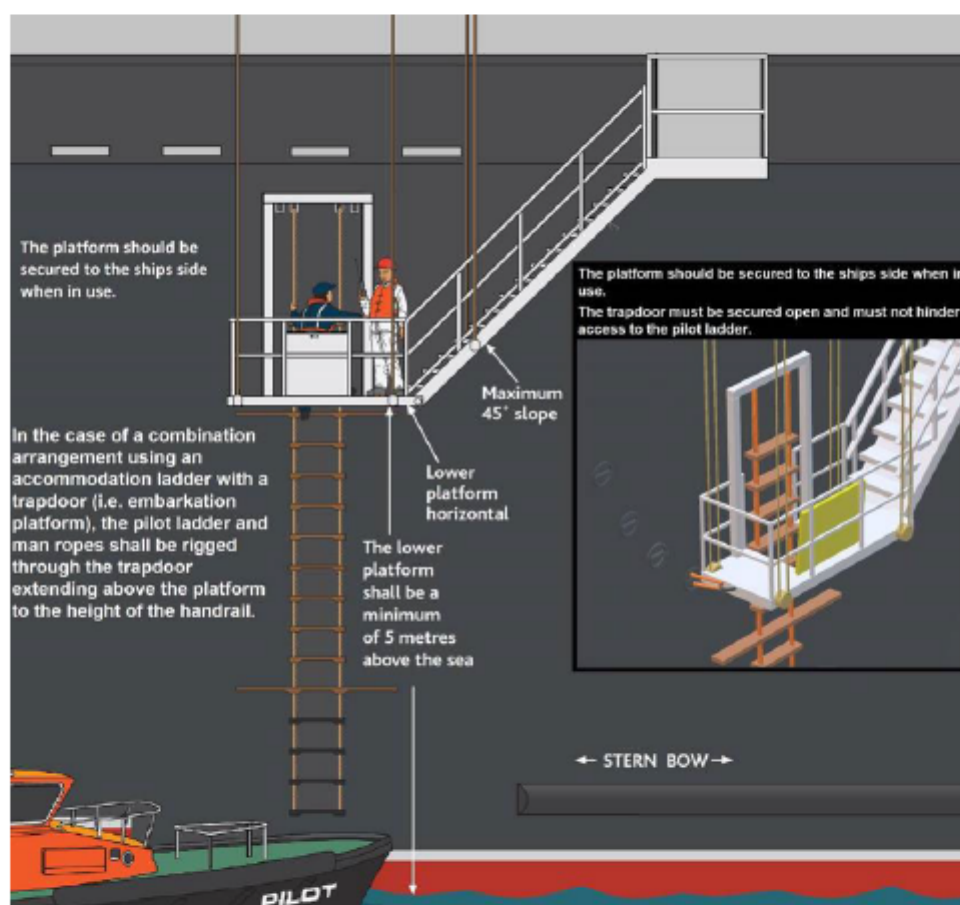 The platform should be
secured to the ships side
when in use.
The platform should be secured to the ships side when in
use.
The trapdoor must be secured open and must not hinder
access to the pilot ladder.
Maximum
45° slope
In the case of a combination
arrangement using an
accommodation ladder with a
trapdoor (i.e. embarkation
platform), the pilot ladder and
man ropes shall be rigged
through the trapdoor
extending above the platform
to the height of the handrail.
Lower
platform
horizontal
The lower
platform
shall be a
minimum
of 5 metres
above the sea
← STERN BOW →
PILOT